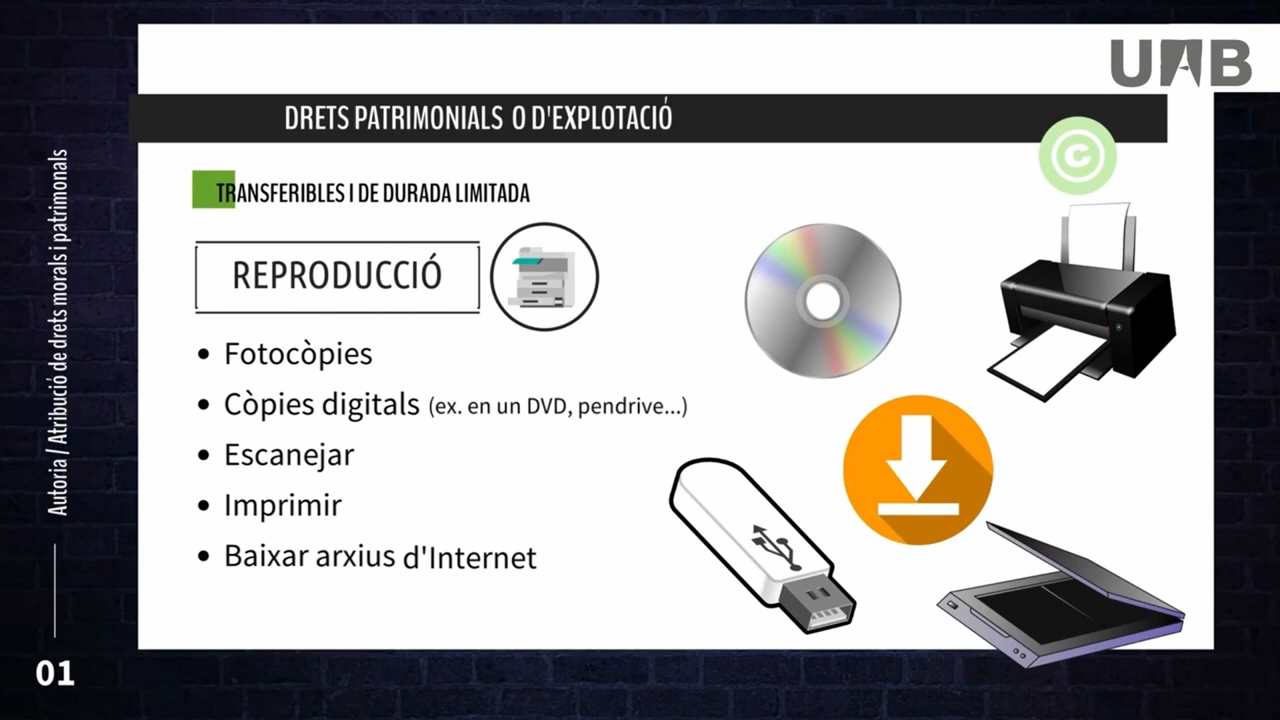 UAB
DRETS PATRIMONIALS O D'EXPLOTACIÓ
©
TRANSFERIBLES I DE DURADA LIMITADA
REPRODUCCIÓ
• Fotocòpies
• Còpies digitals (ex. en un DVD, pendrive...)
• Escanejar
• Imprimir
• Baixar arxius d'Internet
Autoria / Atribució de drets morals i patrimonals
01